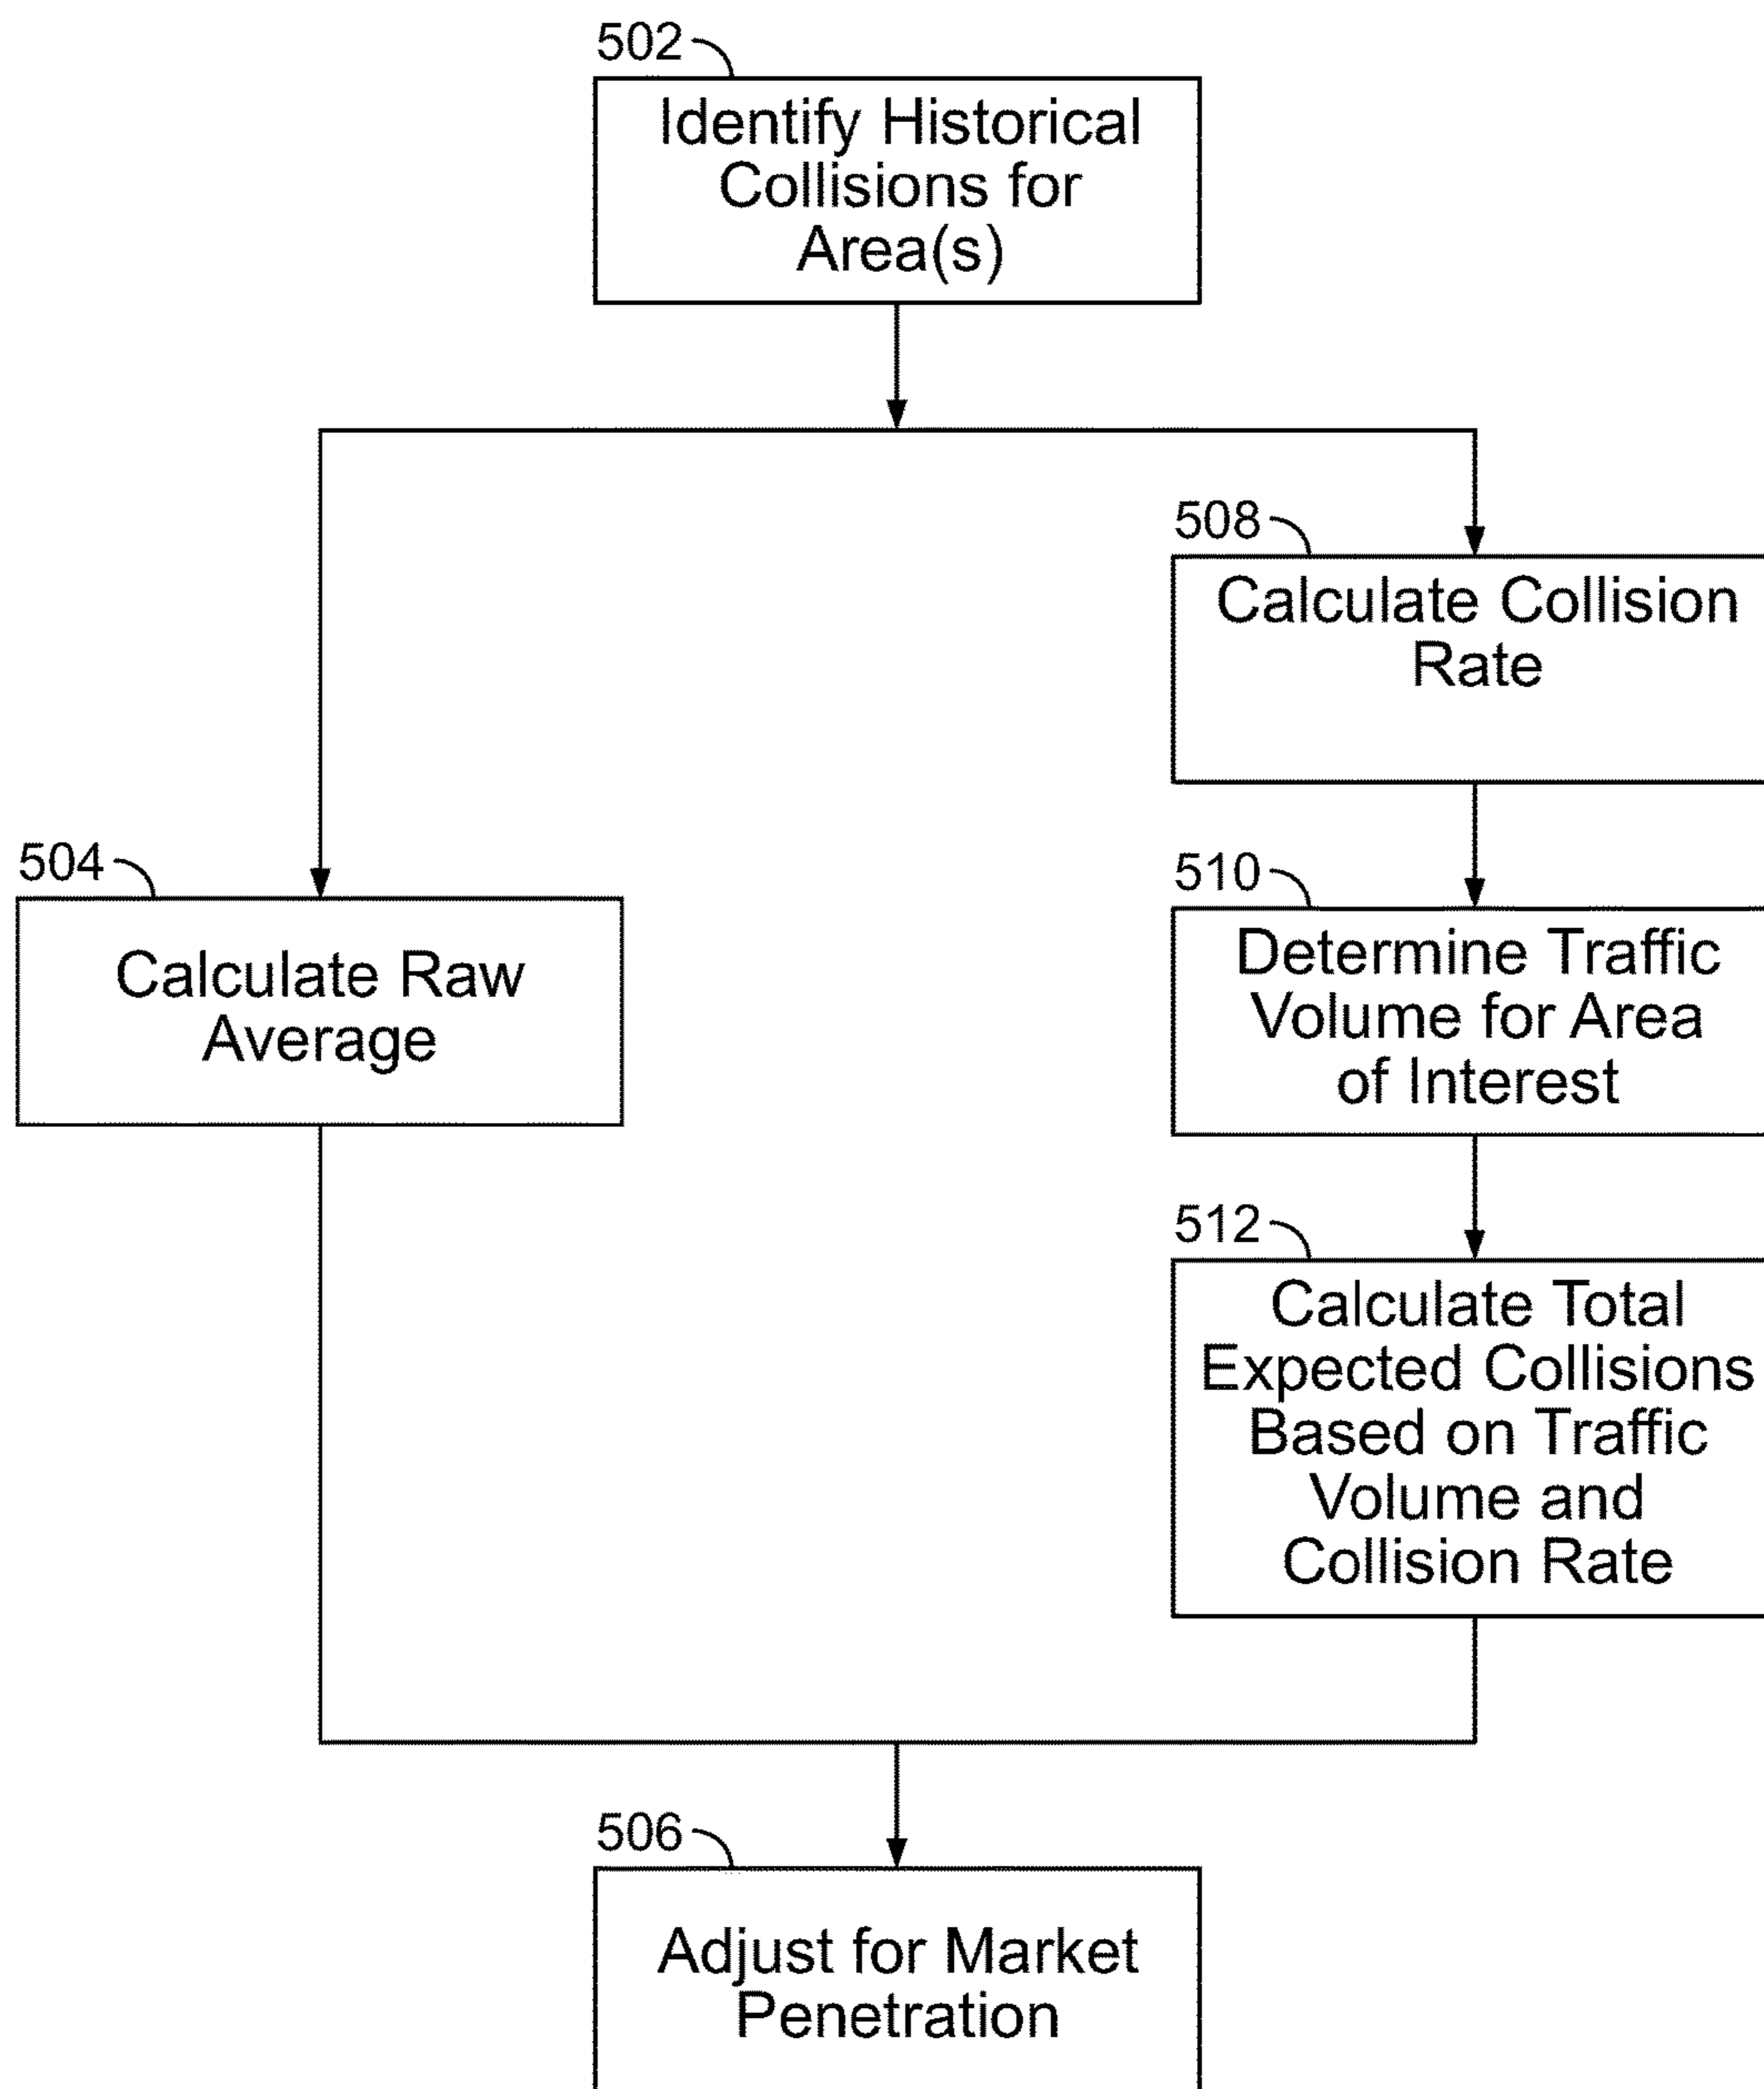 502
Identify Historical
Collisions for
Area(s)
508
Calculate Collision
Rate
504
Calculate Raw
Average
510
Determine Traffic
Volume for Area
of Interest
512
Calculate Total
Expected Collisions
Based on Traffic
Volume and
Collision Rate
506
Adjust for Market
Penetration